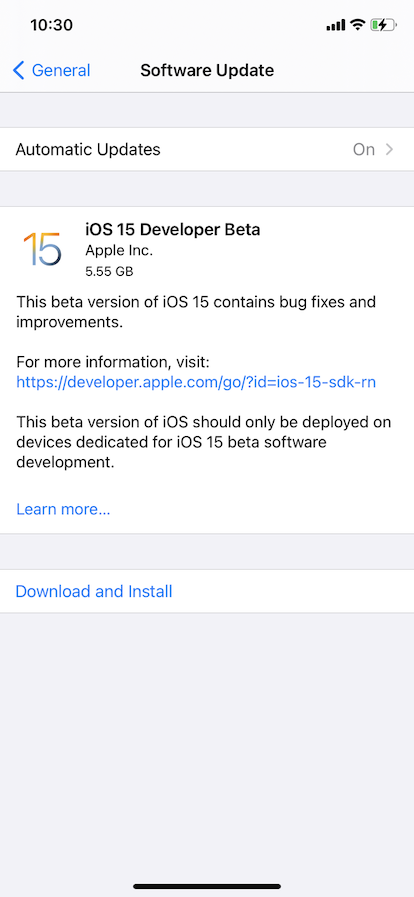 10:30
General
Software Update
Automatic Updates On
15
iOS 15 Developer Beta
Apple Inc.
5.55 GB
This beta version of iOS 15 contains bug fixes and
improvements.
For more information, visit:
https://developer.apple.com/go/?id=ios-15-sdk-rn
This beta version of iOS should only be deployed on
devices dedicated for iOS 15 beta software
development.
Learn more...
Download and Install